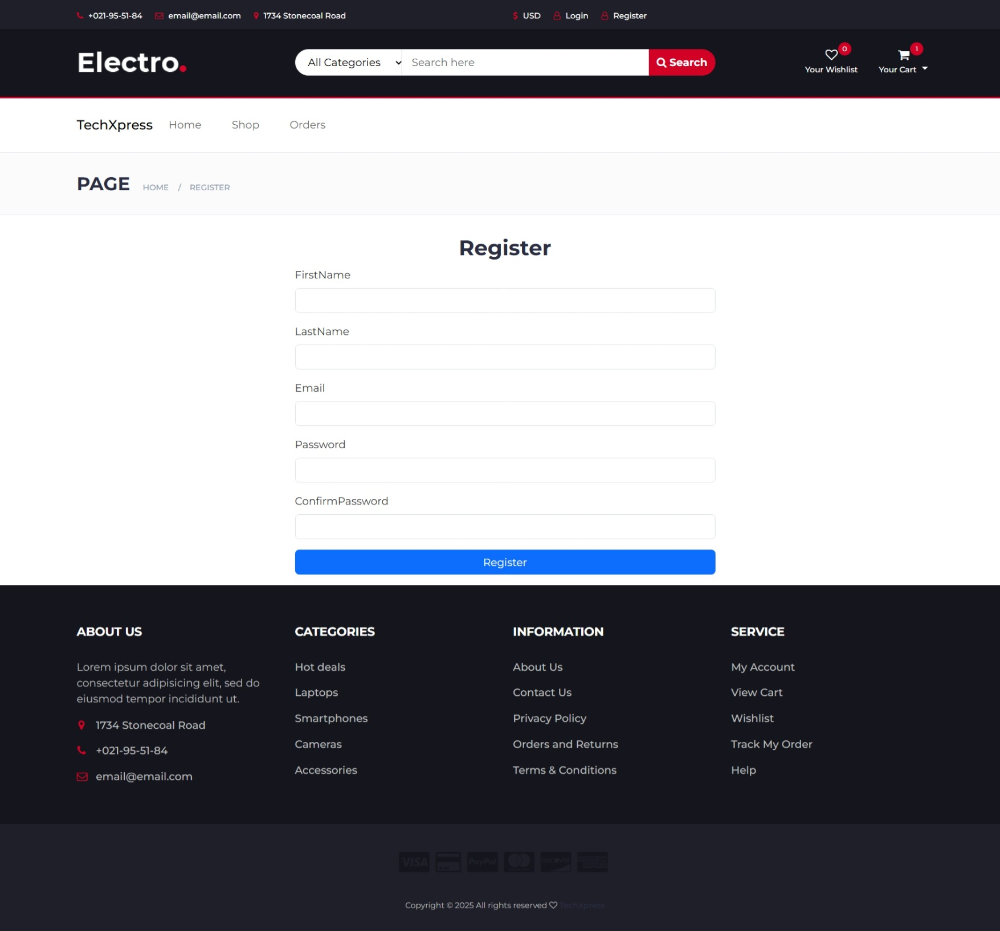 +021-95-51-84 email@email.com 1734 Stonecoal Road USD Login Register
Electro.
All Categories Search here Search
0
Your Wishlist
1
Your Cart
TechXpress Home Shop Orders
PAGE HOME / REGISTER
Register
FirstName
LastName
Email
Password
ConfirmPassword
Register
ABOUT US
Lorem ipsum dolor sit amet,
consectetur adipisicing elit, sed do
eiusmod tempor incididunt ut.
1734 Stonecoal Road
+021-95-51-84
email@email.com
CATEGORIES
Hot deals
Laptops
Smartphones
Cameras
Accessories
INFORMATION
About Us
Contact Us
Privacy Policy
Orders and Returns
Terms & Conditions
SERVICE
My Account
View Cart
Wishlist
Track My Order
Help
VISA PayPal DISCOVER AMERICAN EXPRESS
Copyright © 2025 All rights reserved TechXpress